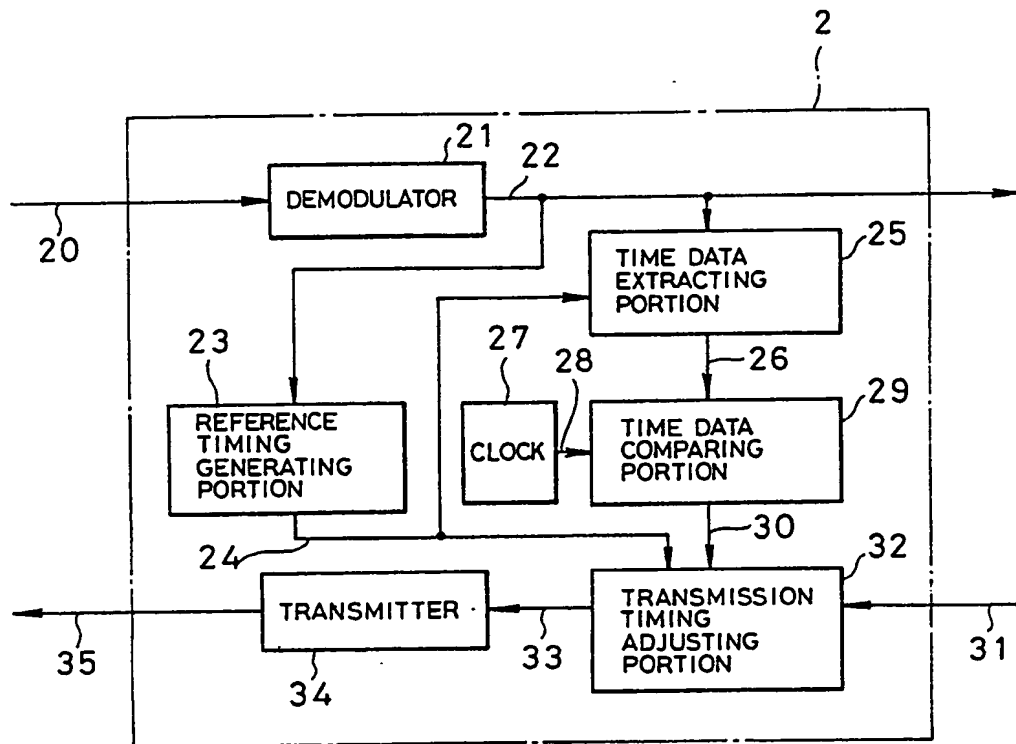 2
21
22
DEMODULATOR
20
25
TIME DATA
EXTRACTING
PORTION
23
27
28
26
29
REFERENCE
TIMING
GENERATING
PORTION
CLOCK
TIME DATA
COMPARING
PORTION
24
30
32
TRANSMITTER
TRANSMISSION
TIMING
ADJUSTING
PORTION
35
34
33
31